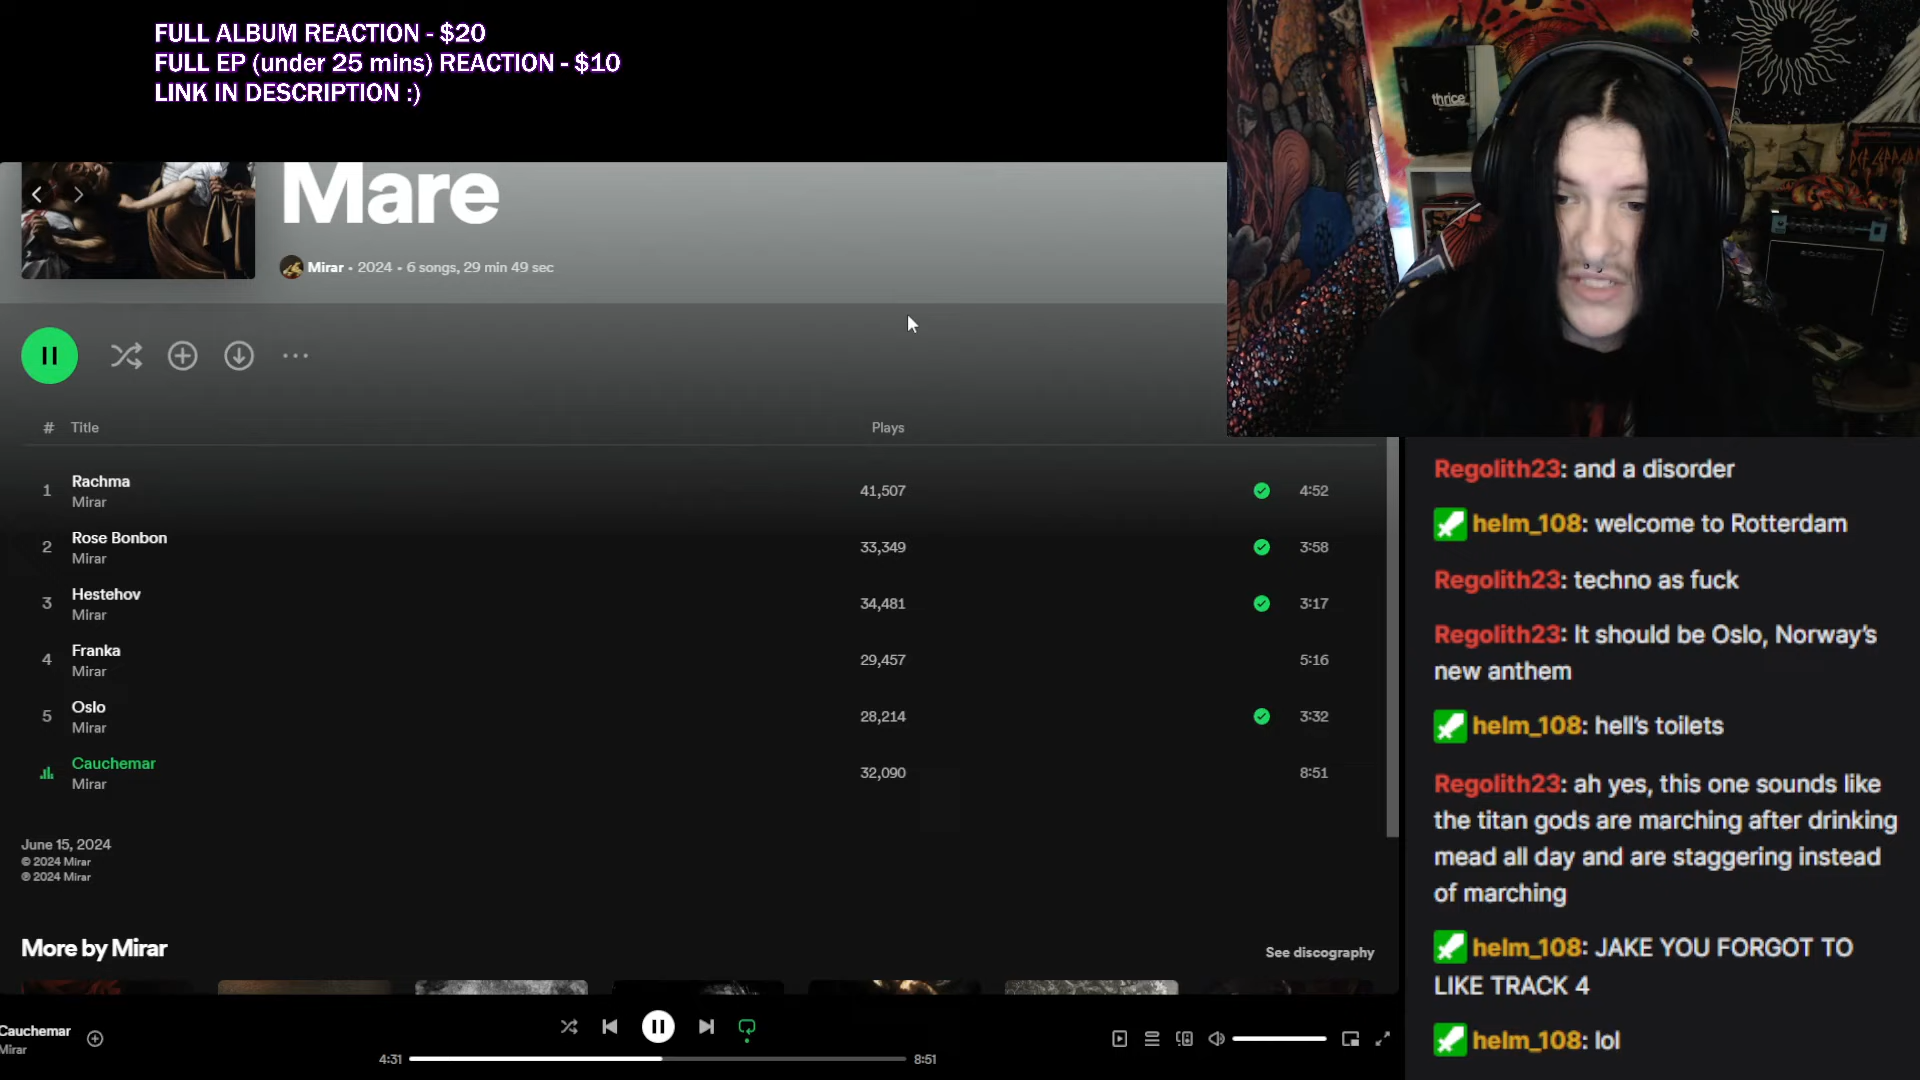 FULL ALBUM REACTION - $20
FULL EP (under 25 mins) REACTION - $10
LINK IN DESCRIPTION :)
thrice
DEF LEPPARD
Mare
Mirar • 2024 • 6 songs, 29 min 49 sec
# Title Plays
1 Rachma 41,507 4:52
Mirar
2 Rose Bonbon 33,349 3:58
Mirar
3 Hestehov 34,481 3:17
Mirar
4 Franka 29,457 5:16
Mirar
5 Oslo 28,214 3:32
Mirar
Cauchemar 32,090 8:51
Mirar
June 15, 2024
© 2024 Mirar
℗ 2024 Mirar
More by Mirar
See discography
Cauchemar
Mirar
4:31 8:51
Regolith23: and a disorder
helm_108: welcome to Rotterdam
Regolith23: techno as fuck
Regolith23: It should be Oslo, Norway's
new anthem
helm_108: hell's toilets
Regolith23: ah yes, this one sounds like
the titan gods are marching after drinking
mead all day and are staggering instead
of marching
helm_108: JAKE YOU FORGOT TO
LIKE TRACK 4
helm_108: lol